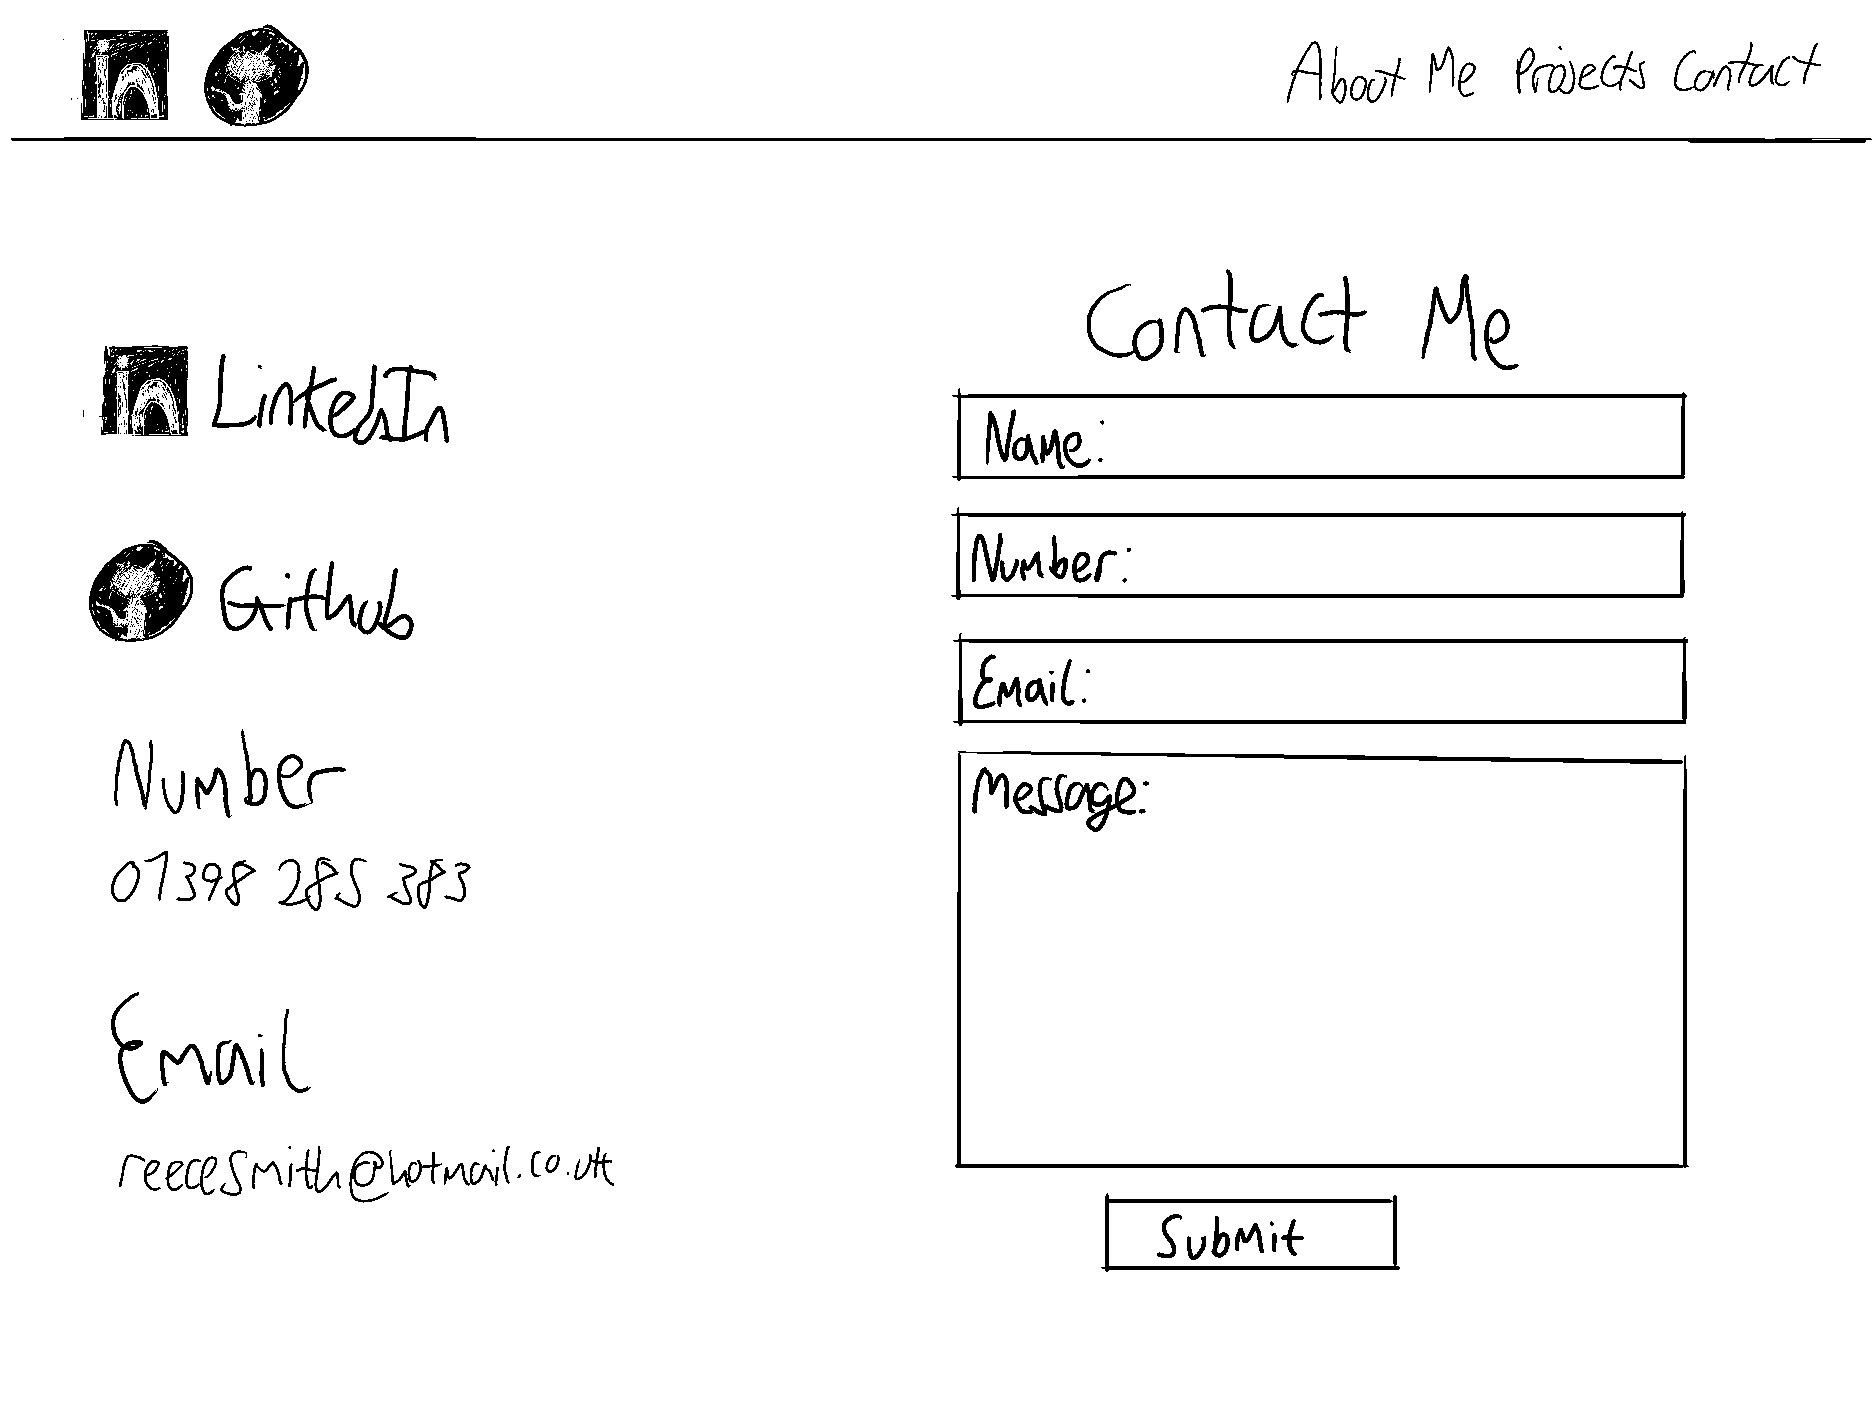 in
About Me Projects Contact
in LinkedIn
Github
Number
07398 285 383
Email
reecesmith@hotmail.co.uk
Contact Me
Name:
Number:
Email:
Message:
Submit